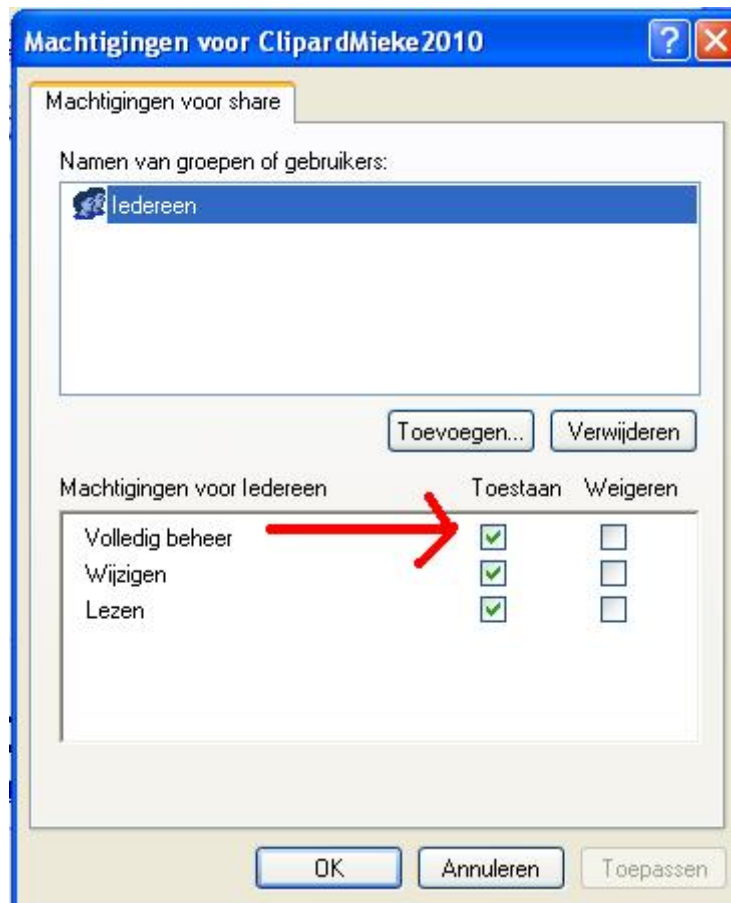 Machtigingen voor ClipardMieke2010
Machtigingen voor share
Namen van groepen of gebruikers:
Iedereen
Toevoegen... Verwijderen
Machtigingen voor Iedereen Toestaan Weigeren
Volledig beheer
Wijzigen
Lezen
OK Annuleren Toepassen